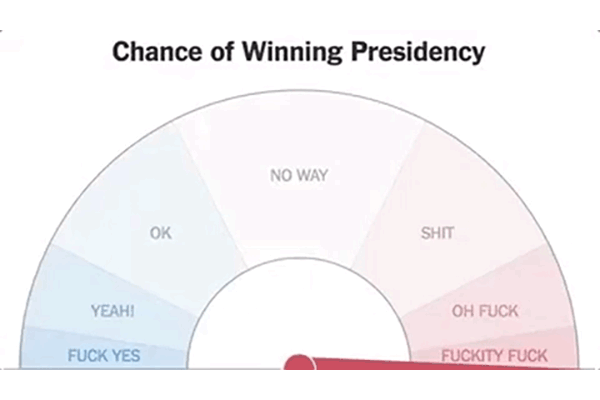 Chance of Winning Presidency
NO WAY
OK
SHIT
YEAH!
OH FUCK
FUCK YES
FUCKITY FUCK